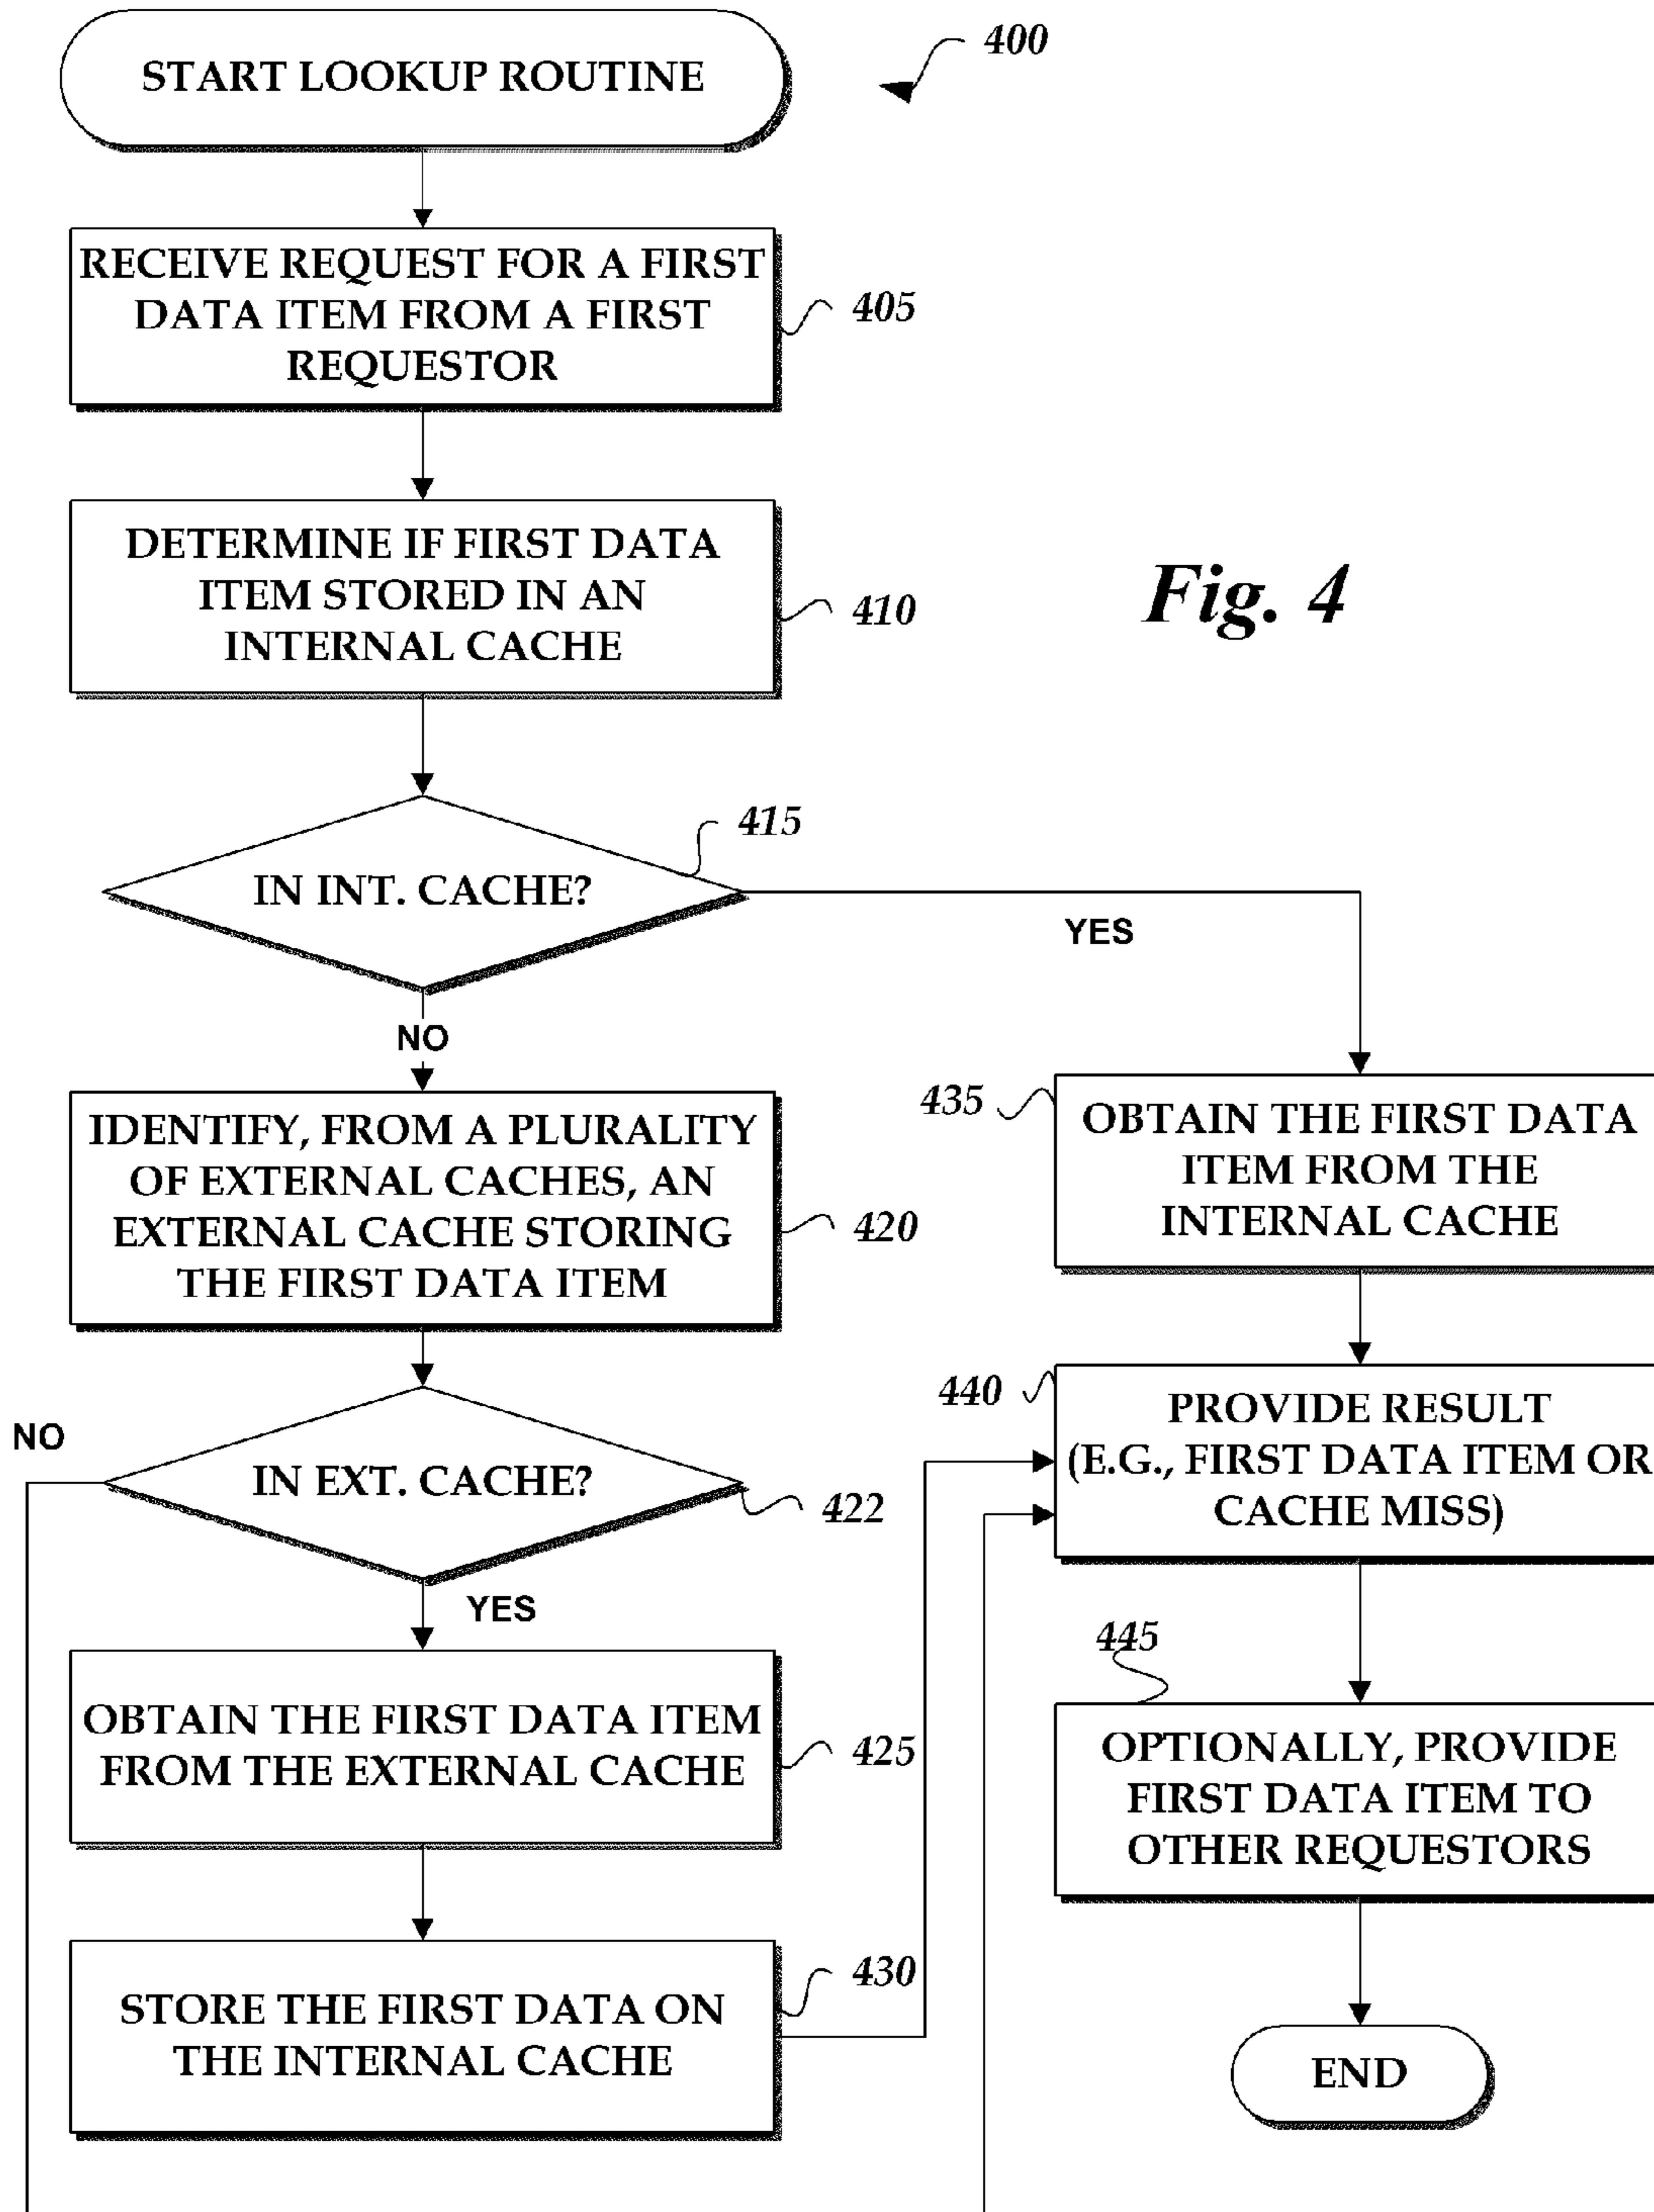 START LOOKUP ROUTINE
400
RECEIVE REQUEST FOR A FIRST
DATA ITEM FROM A FIRST
REQUESTOR
405
DETERMINE IF FIRST DATA
ITEM STORED IN AN
INTERNAL CACHE
410
Fig. 4
IN INT. CACHE?
415
YES
NO
IDENTIFY, FROM A PLURALITY
OF EXTERNAL CACHES, AN
EXTERNAL CACHE STORING
THE FIRST DATA ITEM
420
IN EXT. CACHE?
422
NO
YES
OBTAIN THE FIRST DATA ITEM
FROM THE EXTERNAL CACHE
425
STORE THE FIRST DATA ON
THE INTERNAL CACHE
430
435
OBTAIN THE FIRST DATA
ITEM FROM THE
INTERNAL CACHE
440
PROVIDE RESULT
(E.G., FIRST DATA ITEM OR
CACHE MISS)
445
OPTIONALLY, PROVIDE
FIRST DATA ITEM TO
OTHER REQUESTORS
END